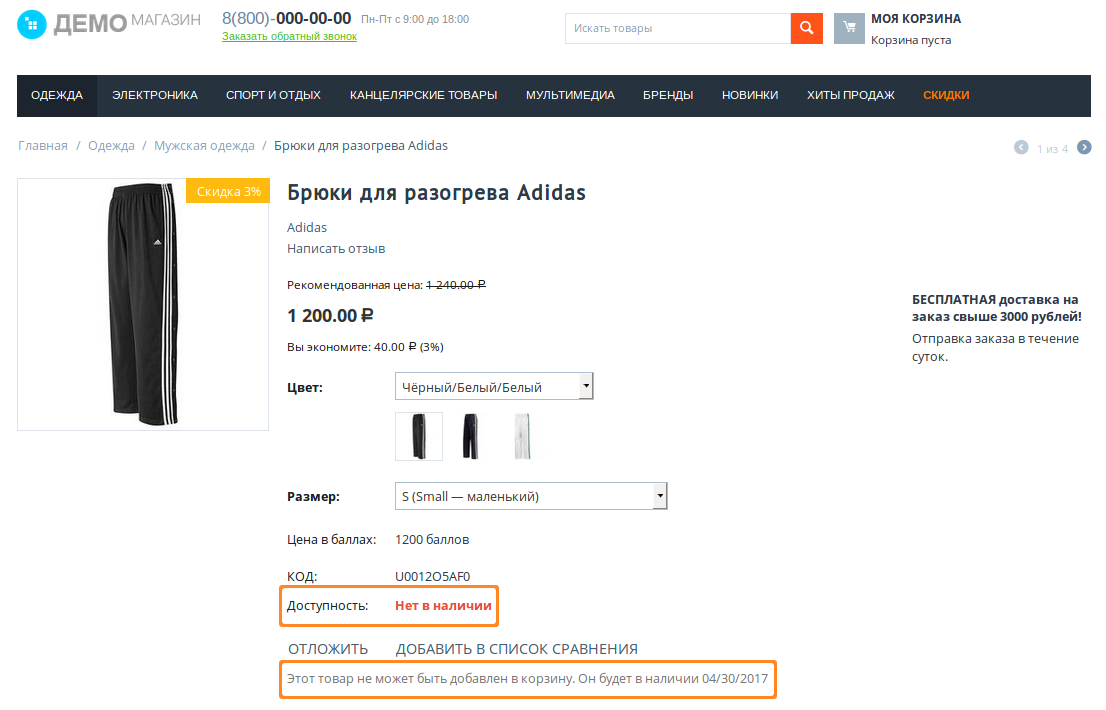 ДЕМО МАГАЗИН
8(800)-000-00-00 Пн-Пт с 9:00 до 18:00
Заказать обратный звонок
Искать товары
МОЯ КОРЗИНА
Корзина пуста
ОДЕЖДА ЭЛЕКТРОНИКА СПОРТ И ОТДЫХ КАНЦЕЛЯРСКИЕ ТОВАРЫ МУЛЬТИМЕДИА БРЕНДЫ НОВИНКИ ХИТЫ ПРОДАЖ СКИДКИ
Главная / Одежда / Мужская одежда / Брюки для разогрева Adidas
1 из 4
Скидка 3%
Брюки для разогрева Adidas
Adidas
Написать отзыв
Рекомендованная цена: 1 240.00 ₽
1 200.00 ₽
Вы экономите: 40.00 ₽ (3%)
БЕСПЛАТНАЯ доставка на
заказ свыше 3000 рублей!
Отправка заказа в течение
суток.
Цвет: Чёрный/Белый/Белый
Размер: S (Small — маленький)
Цена в баллах: 1200 баллов
КОД: U0012O5AF0
Доступность: Нет в наличии
ОТЛОЖИТЬ ДОБАВИТЬ В СПИСОК СРАВНЕНИЯ
Этот товар не может быть добавлен в корзину. Он будет в наличии 04/30/2017